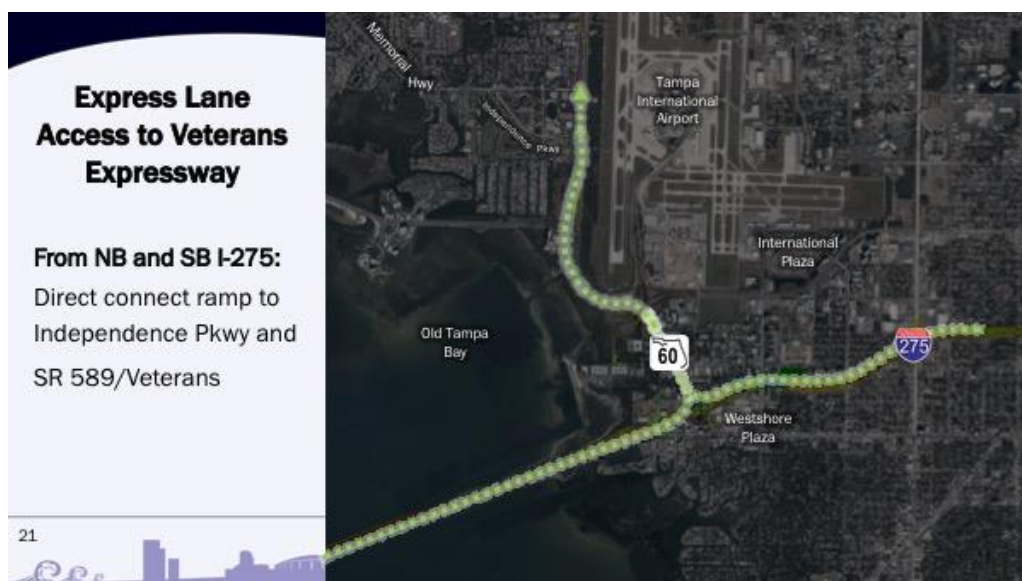 Express Lane
Access to Veterans
Expressway
From NB and SB I-275:
Direct connect ramp to
Independence Pkwy and
SR 589/Veterans
21
Memorial
Hwy
Independence Pkwy
Tampa
International
Airport
International
Plaza
Old Tampa
Bay
60
275
Westshore
Plaza